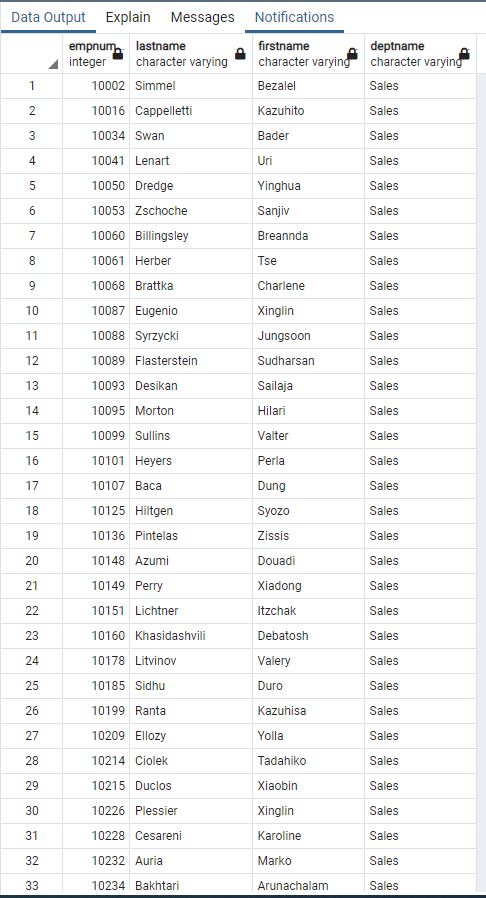 Data Output Explain Messages Notifications
empnum lastname firstname deptname
integer character varying character varying character varying
1 10002 Simmel Bezalel Sales
2 10016 Cappelletti Kazuhito Sales
3 10034 Swan Bader Sales
4 10041 Lenart Uri Sales
5 10050 Dredge Yinghua Sales
6 10053 Zschoche Sanjiv Sales
7 10060 Billingsley Breannda Sales
8 10061 Herber Tse Sales
9 10068 Brattka Charlene Sales
10 10087 Eugenio Xinglin Sales
11 10088 Syrzycki Jungsoon Sales
12 10089 Flasterstein Sudharsan Sales
13 10093 Desikan Sailaja Sales
14 10095 Morton Hilari Sales
15 10099 Sullins Valter Sales
16 10101 Heyers Perla Sales
17 10107 Baca Dung Sales
18 10125 Hiltgen Syozo Sales
19 10136 Pintelas Zissis Sales
20 10148 Azumi Douadi Sales
21 10149 Perry Xiadong Sales
22 10151 Lichtner Itzchak Sales
23 10160 Khasidashvili Debatosh Sales
24 10178 Litvinov Valery Sales
25 10185 Sidhu Duro Sales
26 10199 Ranta Kazuhisa Sales
27 10209 Ellozy Yolla Sales
28 10214 Ciolek Tadahiko Sales
29 10215 Duclos Xiaobin Sales
30 10226 Plessier Xinglin Sales
31 10228 Cesareni Karoline Sales
32 10232 Auria Marko Sales
33 10234 Bakhtari Arunachalam Sales